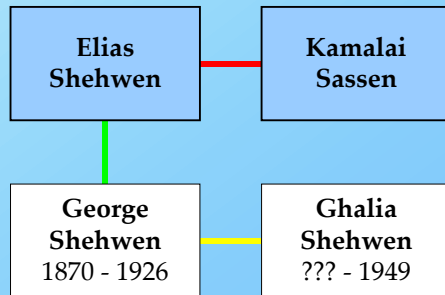 Elias
Shehwen
Kamalai
Sassen
George
Shehwen
1870 - 1926
Ghalia
Shehwen
??? - 1949